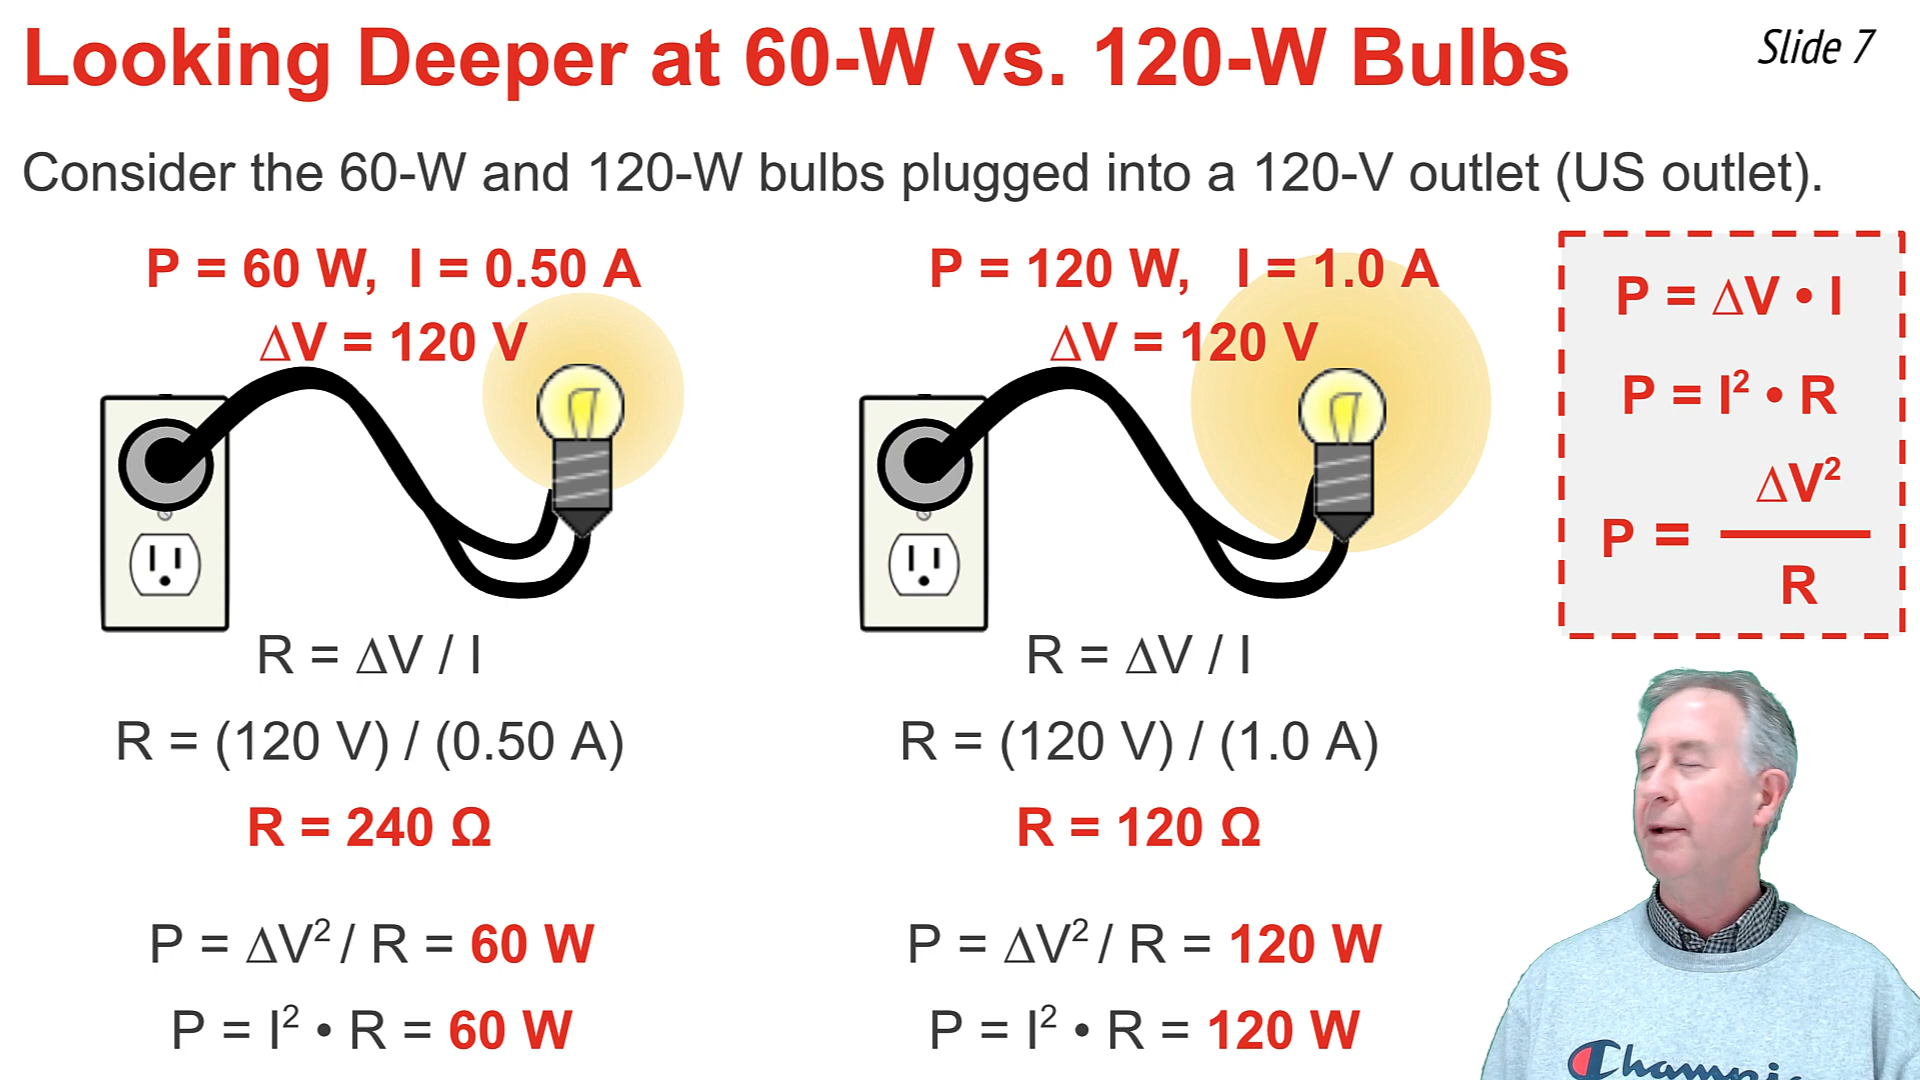 Looking Deeper at 60-W vs. 120-W Bulbs
Slide 7
Consider the 60-W and 120-W bulbs plugged into a 120-V outlet (US outlet).
P = 60 W, I = 0.50 A
ΔV = 120 V
R = ΔV / I
R = (120 V) / (0.50 A)
R = 240 Ω
P = ΔV² / R = 60 W
P = I² • R = 60 W
P = 120 W, I = 1.0 A
ΔV = 120 V
R = ΔV / I
R = (120 V) / (1.0 A)
R = 120 Ω
P = ΔV² / R = 120 W
P = I² • R = 120 W
P = ΔV • I
P = I² • R
P = ΔV² / R